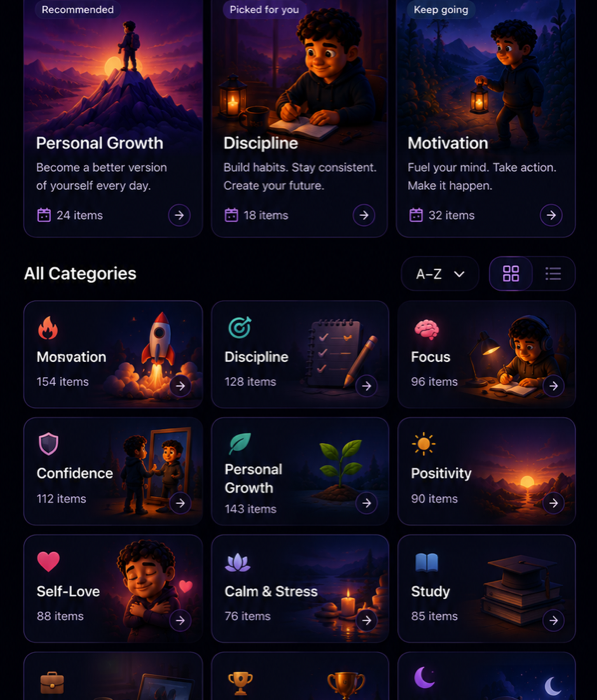 Recommended
Picked for you
Keep going
Personal Growth
Become a better version
of yourself every day.
24 items
Discipline
Build habits. Stay consistent.
Create your future.
18 items
Motivation
Fuel your mind. Take action.
Make it happen.
32 items
All Categories
A–Z
154 items
Discipline
128 items
Focus
96 items
Confidence
112 items
Personal
Growth
143 items
Positivity
90 items
Self-Love
88 items
Calm & Stress
76 items
Study
85 items